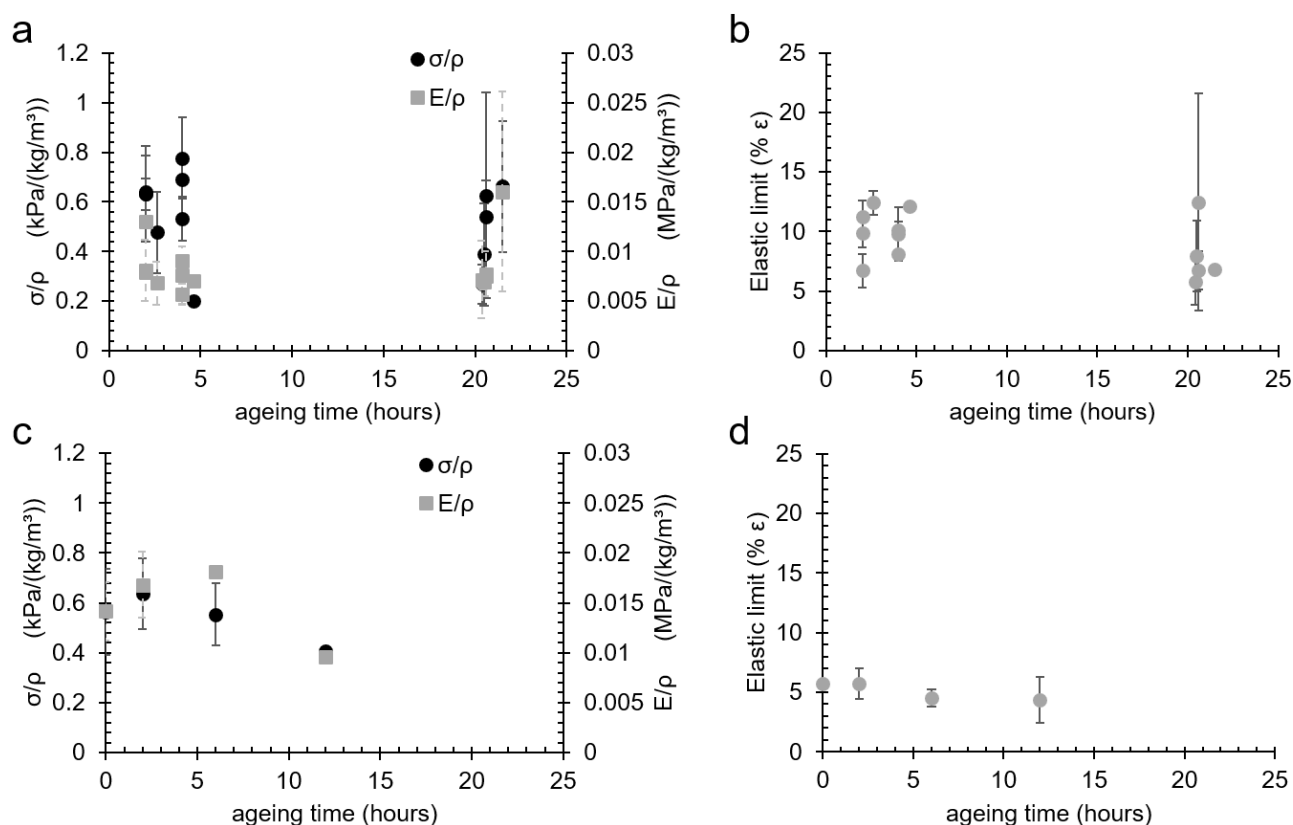 a
1.2
1
0.8
0.6
0.4
0.2
0
σ/ρ (kPa/(kg/m³))
σ/ρ
E/ρ
0.03
0.025
0.02
0.015
0.01
0.005
0
E/ρ (MPa/(kg/m³))
0 5 10 15 20 25
ageing time (hours)
b
25
20
15
10
5
0
Elastic limit (% ε)
0 5 10 15 20 25
ageing time (hours)
c
1.2
1
0.8
0.6
0.4
0.2
0
σ/ρ (kPa/(kg/m³))
σ/ρ
E/ρ
0.03
0.025
0.02
0.015
0.01
0.005
0
E/ρ (MPa/(kg/m³))
0 5 10 15 20 25
ageing time (hours)
d
25
20
15
10
5
0
Elastic limit (% ε)
0 5 10 15 20 25
ageing time (hours)